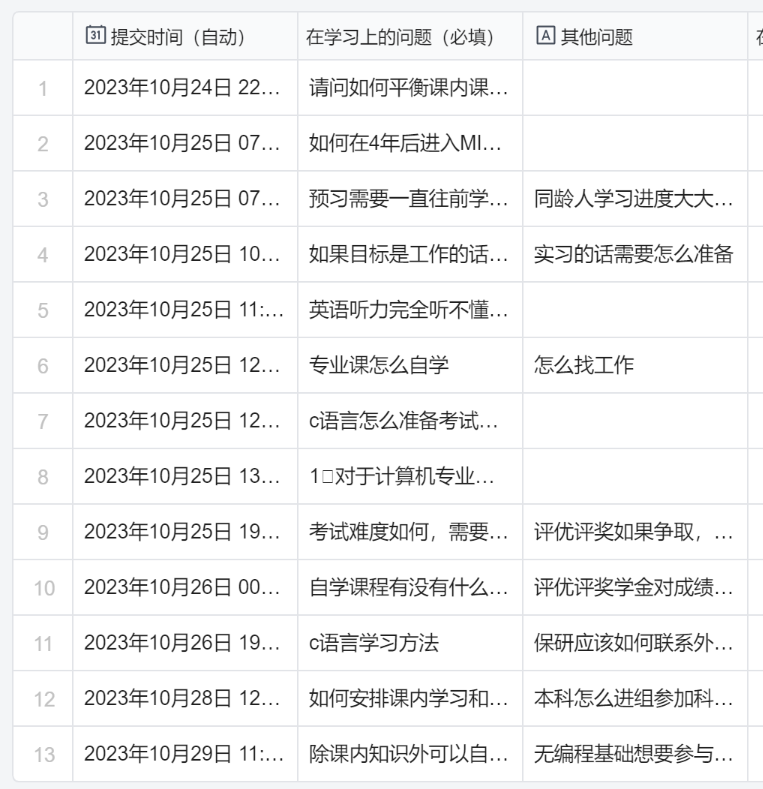 提交时间（自动） 在学习上的问题（必填） 其他问题
1 2023年10月24日 22... 请问如何平衡课内课...
2 2023年10月25日 07... 如何在4年后进入MI...
3 2023年10月25日 07... 预习需要一直往前学... 同龄人学习进度大大...
4 2023年10月25日 10... 如果目标是工作的话... 实习的话需要怎么准备
5 2023年10月25日 11:... 英语听力完全听不懂...
6 2023年10月25日 12... 专业课怎么自学 怎么找工作
7 2023年10月25日 12... c语言怎么准备考试...
8 2023年10月25日 13... 1□对于计算机专业...
9 2023年10月25日 19... 考试难度如何，需要... 评优评奖如果争取，...
10 2023年10月26日 00... 自学课程有没有什么... 评优评奖学金对成绩...
11 2023年10月26日 19... c语言学习方法 保研应该如何联系外...
12 2023年10月28日 12... 如何安排课内学习和... 本科怎么进组参加科...
13 2023年10月29日 11:... 除课内知识外可以自... 无编程基础想要参与...